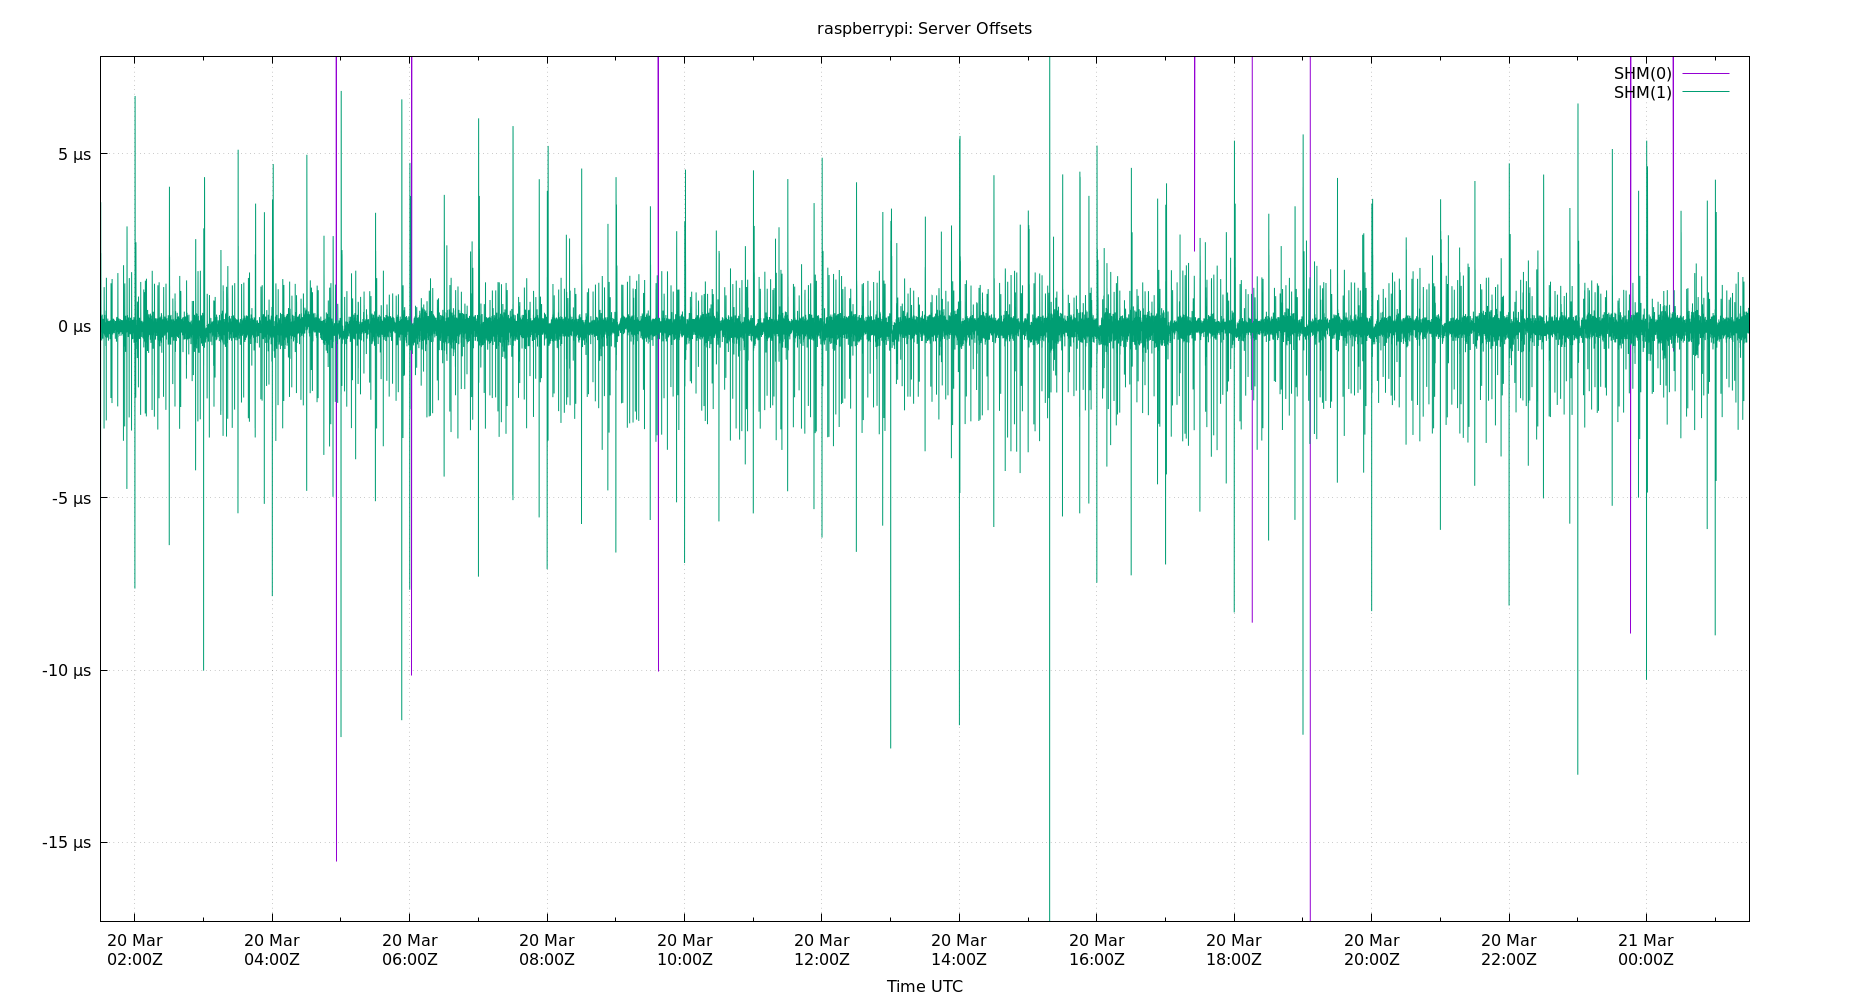 raspberrypi: Server Offsets
SHM(0)
SHM(1)
5 µs
0 µs
-5 µs
-10 µs
-15 µs
20 Mar 20 Mar 20 Mar 20 Mar 20 Mar 20 Mar 20 Mar 20 Mar 20 Mar 20 Mar 20 Mar 21 Mar
02:00Z 04:00Z 06:00Z 08:00Z 10:00Z 12:00Z 14:00Z 16:00Z 18:00Z 20:00Z 22:00Z 00:00Z
Time UTC